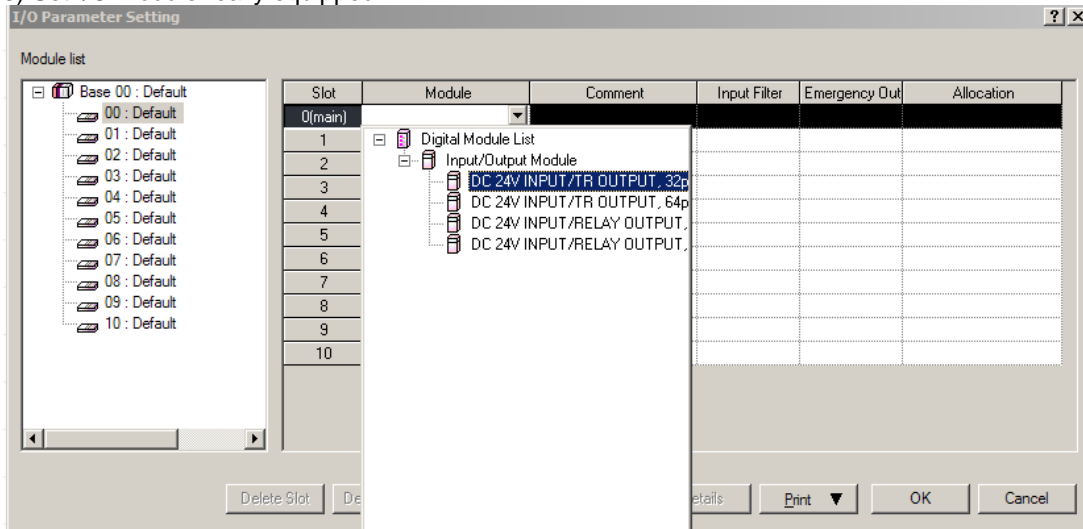 I/O Parameter Setting
Module list
Base 00 : Default
00 : Default
01 : Default
02 : Default
03 : Default
04 : Default
05 : Default
06 : Default
07 : Default
08 : Default
09 : Default
10 : Default
Slot Module Comment Input Filter Emergency Out Allocation
0(main)
1
2
3
4
5
6
7
8
9
10
Digital Module List
Input/Output Module
DC 24V INPUT/TR OUTPUT, 32p
DC 24V INPUT/TR OUTPUT, 64p
DC 24V INPUT/RELAY OUTPUT,
DC 24V INPUT/RELAY OUTPUT,
Delete Slot De etails Print ▼ OK Cancel